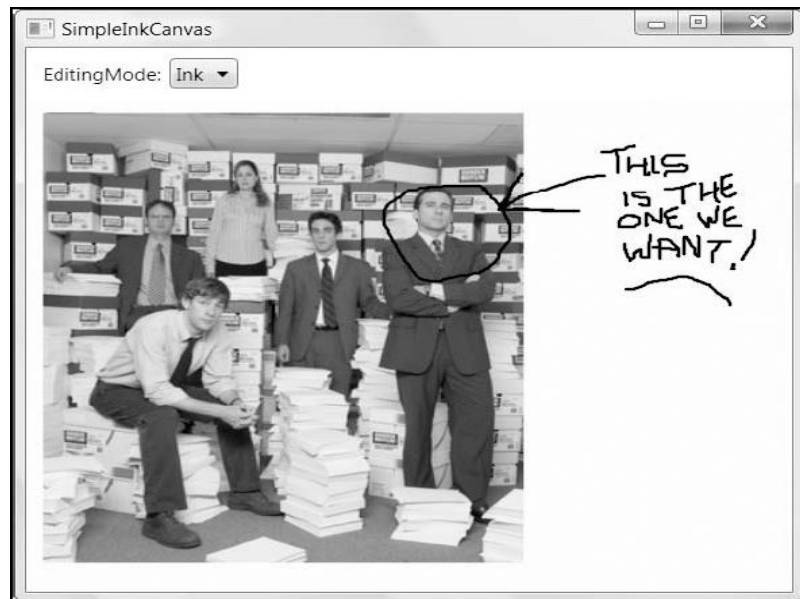 SimpleInkCanvas
EditingMode: Ink
THIS
IS THE
ONE WE
WANT!